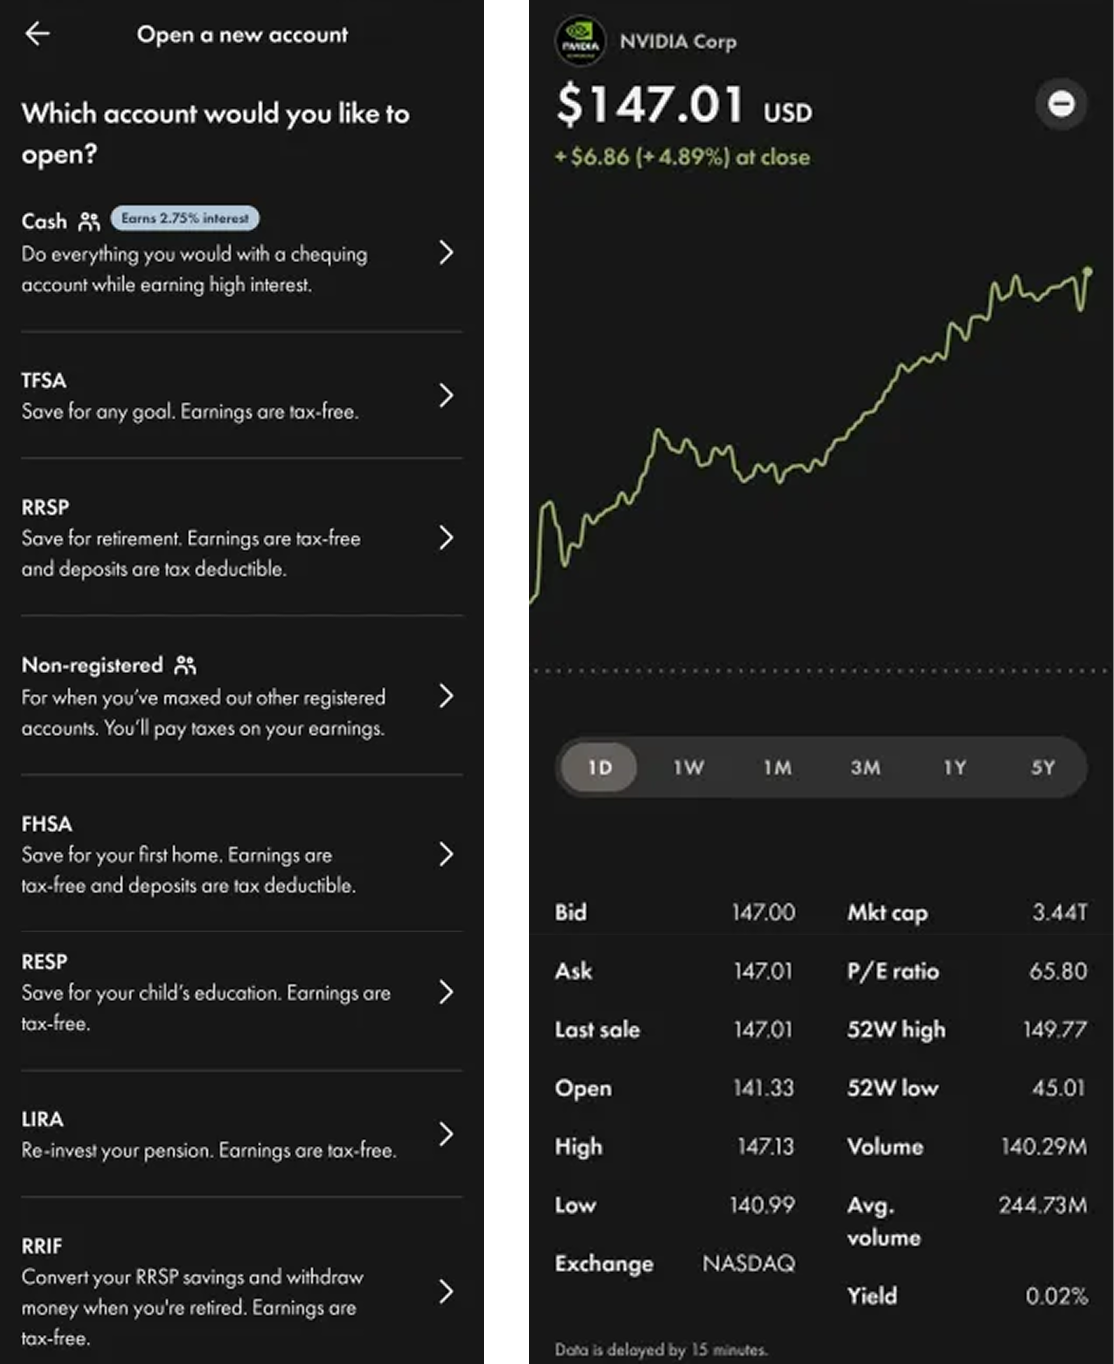 Open a new account
Which account would you like to
open?
Cash Earns 2.75% interest
Do everything you would with a chequing
account while earning high interest.
TFSA
Save for any goal. Earnings are tax-free.
RRSP
Save for retirement. Earnings are tax-free
and deposits are tax deductible.
Non-registered
For when you've maxed out other registered
accounts. You'll pay taxes on your earnings.
FHSA
Save for your first home. Earnings are
tax-free and deposits are tax deductible.
RESP
Save for your child's education. Earnings are
tax-free.
LIRA
Re-invest your pension. Earnings are tax-free.
RRIF
Convert your RRSP savings and withdraw
money when you're retired. Earnings are
tax-free.
NVIDIA
NVIDIA Corp
$147.01 USD
+ $6.86 (+4.89%) at close
1D 1W 1M 3M 1Y 5Y
Bid 147.00 Mkt cap 3.44T
Ask 147.01 P/E ratio 65.80
Last sale 147.01 52W high 149.77
Open 141.33 52W low 45.01
High 147.13 Volume 140.29M
Low 140.99 Avg. 244.73M
volume
Exchange NASDAQ
Yield 0.02%
Data is delayed by 15 minutes.